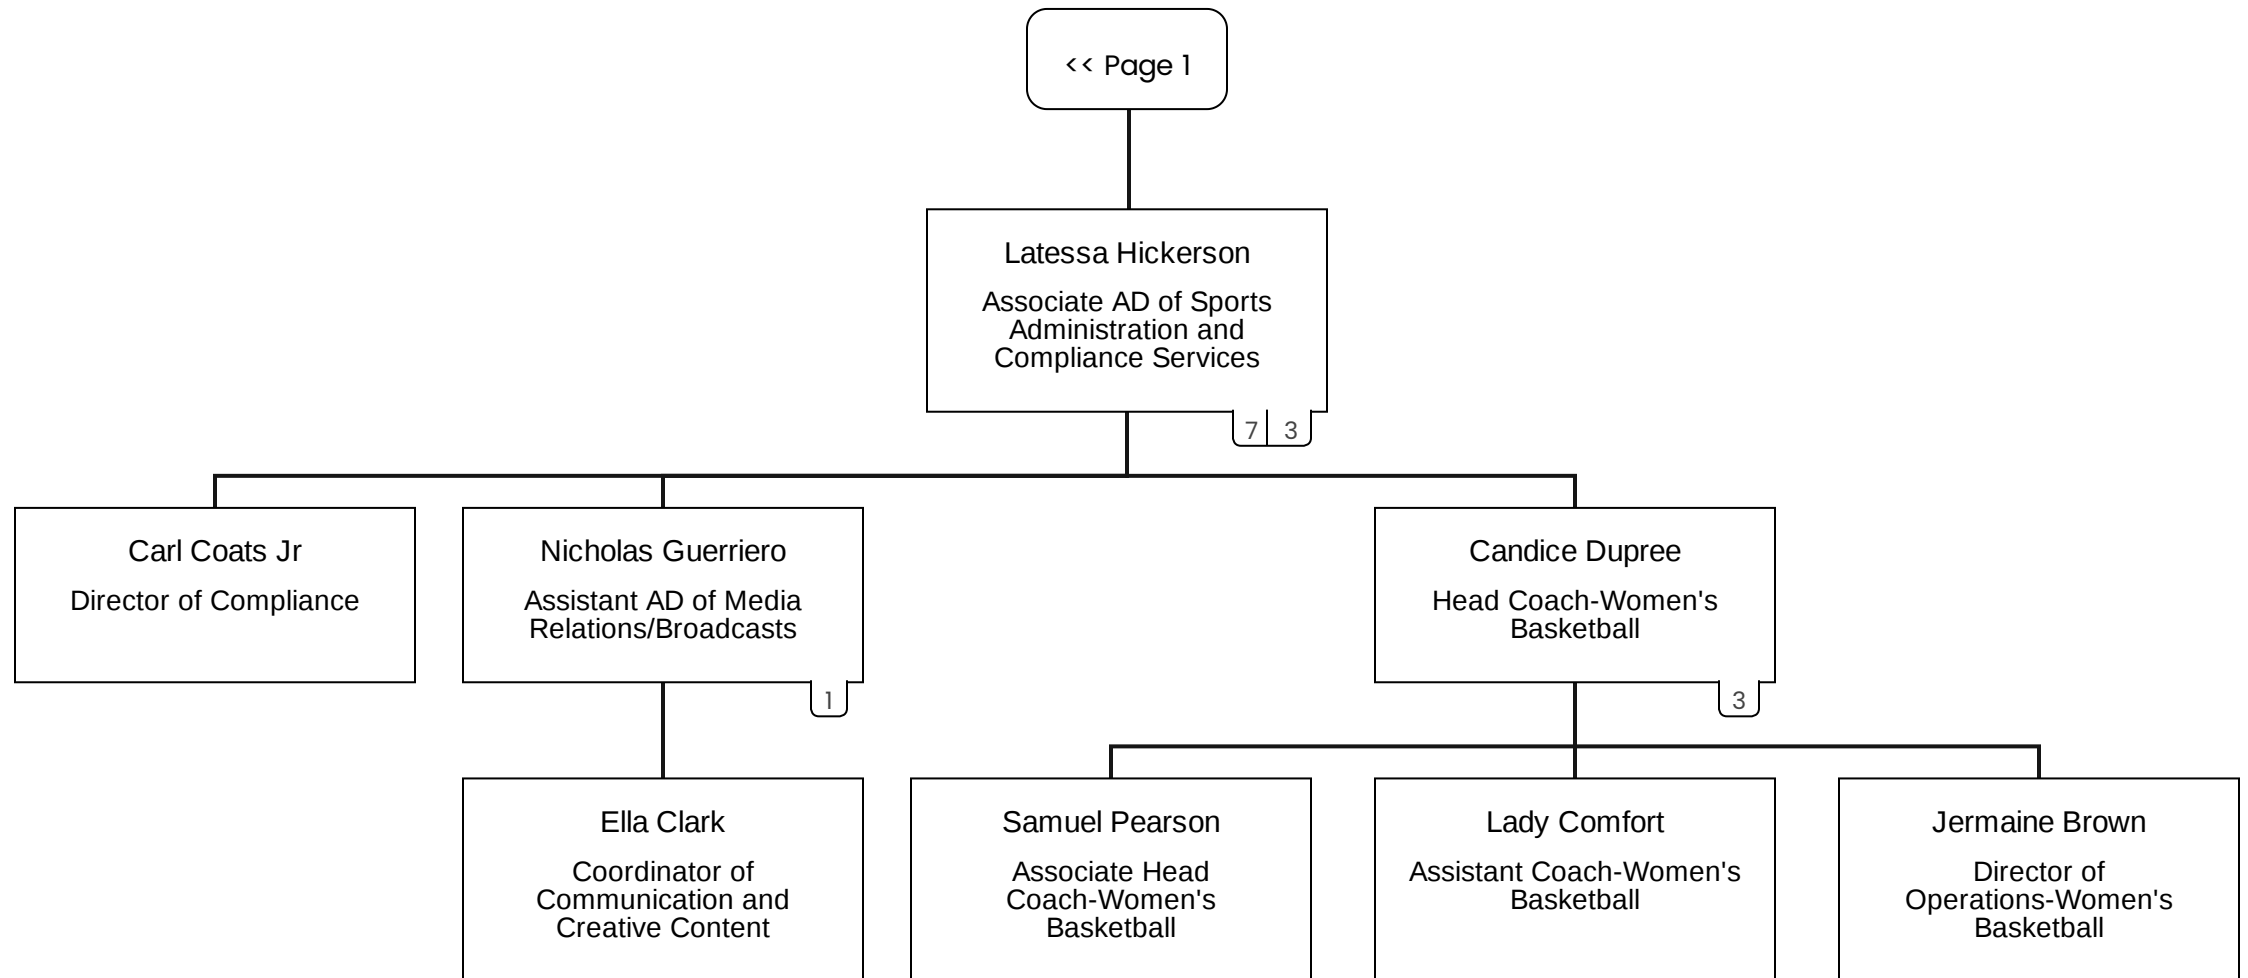 << Page 1
Latessa Hickerson
Associate AD of Sports
Administration and
Compliance Services
7 3
Carl Coats Jr
Director of Compliance
Nicholas Guerriero
Assistant AD of Media
Relations/Broadcasts
1
Candice Dupree
Head Coach-Women's
Basketball
3
Ella Clark
Coordinator of
Communication and
Creative Content
Samuel Pearson
Associate Head
Coach-Women's
Basketball
Lady Comfort
Assistant Coach-Women's
Basketball
Jermaine Brown
Director of
Operations-Women's
Basketball